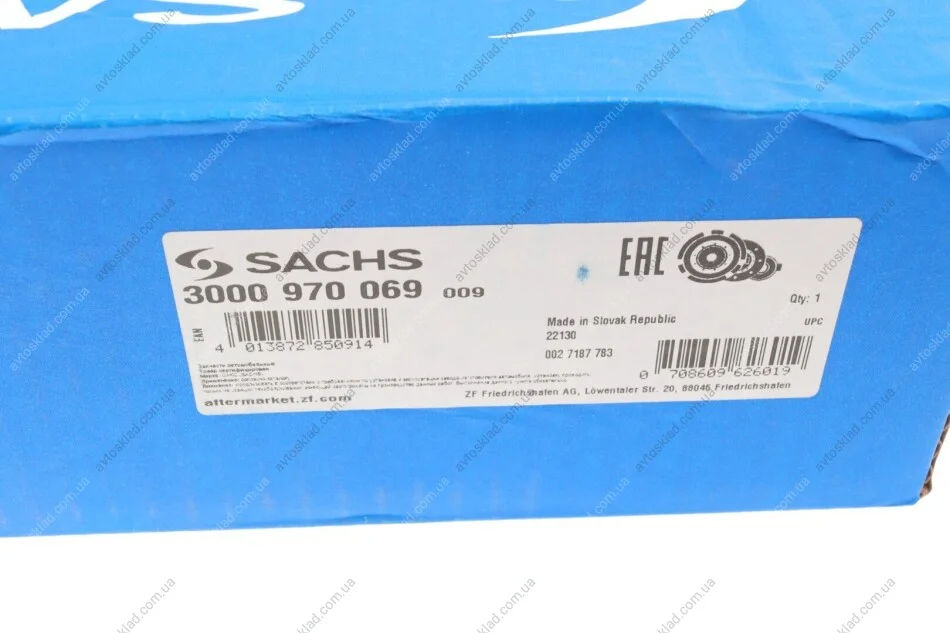 SACHS
EAC
3000 970 069 009
Qty: 1
EAN
4 013872 850914
Made in Slovak Republic
22130
002 7187 783
UPC
0 708609 626019
Запчасти автомобильные
aftermarket.zf.com
ZF Friedrichshafen AG, Löwentaler Str. 20, 88046 Friedrichshafen
avtosklad.com.ua